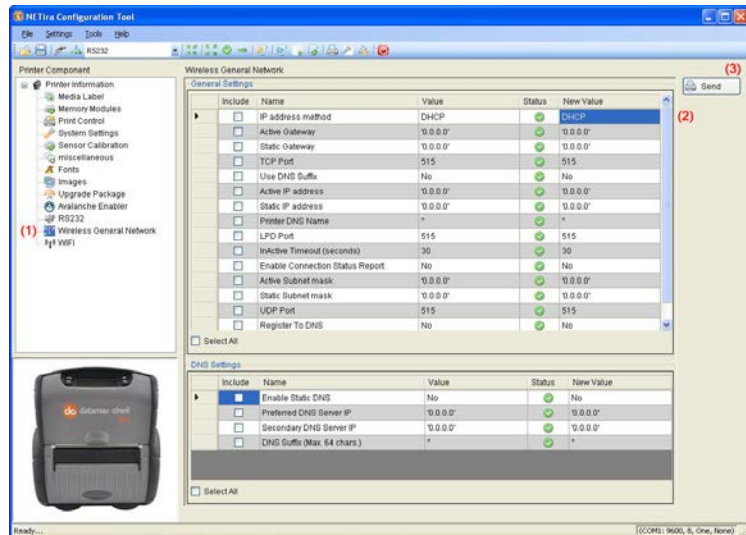 NETira Configuration Tool
File Settings Tools Help
RS232
Printer Component
Printer Information
Media Label
Memory Modules
Print Control
System Settings
Sensor Calibration
miscellaneous
Fonts
Images
Upgrade Package
Avalanche Enabler
RS232
(1) Wireless General Network
WIFI
Wireless General Network
General Settings
Include Name Value Status New Value
IP address method DHCP DHCP
Active Gateway '0.0.0.0" '0.0.0.0"
Static Gateway '0.0.0.0" '0.0.0.0"
TCP Port 515 515
Use DNS Suffix No No
Active IP address '0.0.0.0" '0.0.0.0"
Static IP address '0.0.0.0" '0.0.0.0"
Printer DNS Name " "
LPD Port 515 515
InActive Timeout (seconds) 30 30
Enable Connection Status Report No No
Active Subnet mask '0.0.0.0" '0.0.0.0"
Static Subnet mask '0.0.0.0" '0.0.0.0"
UDP Port 515 515
Register To DNS No No
Select All
(3)
Send
(2)
DNS Settings
Include Name Value Status New Value
Enable Static DNS No No
Preferred DNS Server IP '0.0.0.0" '0.0.0.0"
Secondary DNS Server IP '0.0.0.0" '0.0.0.0"
DNS Suffix (Max. 64 chars.) " "
Select All
do datamax·oneil
Ready...
(COM1: 9600, 8, One, None)